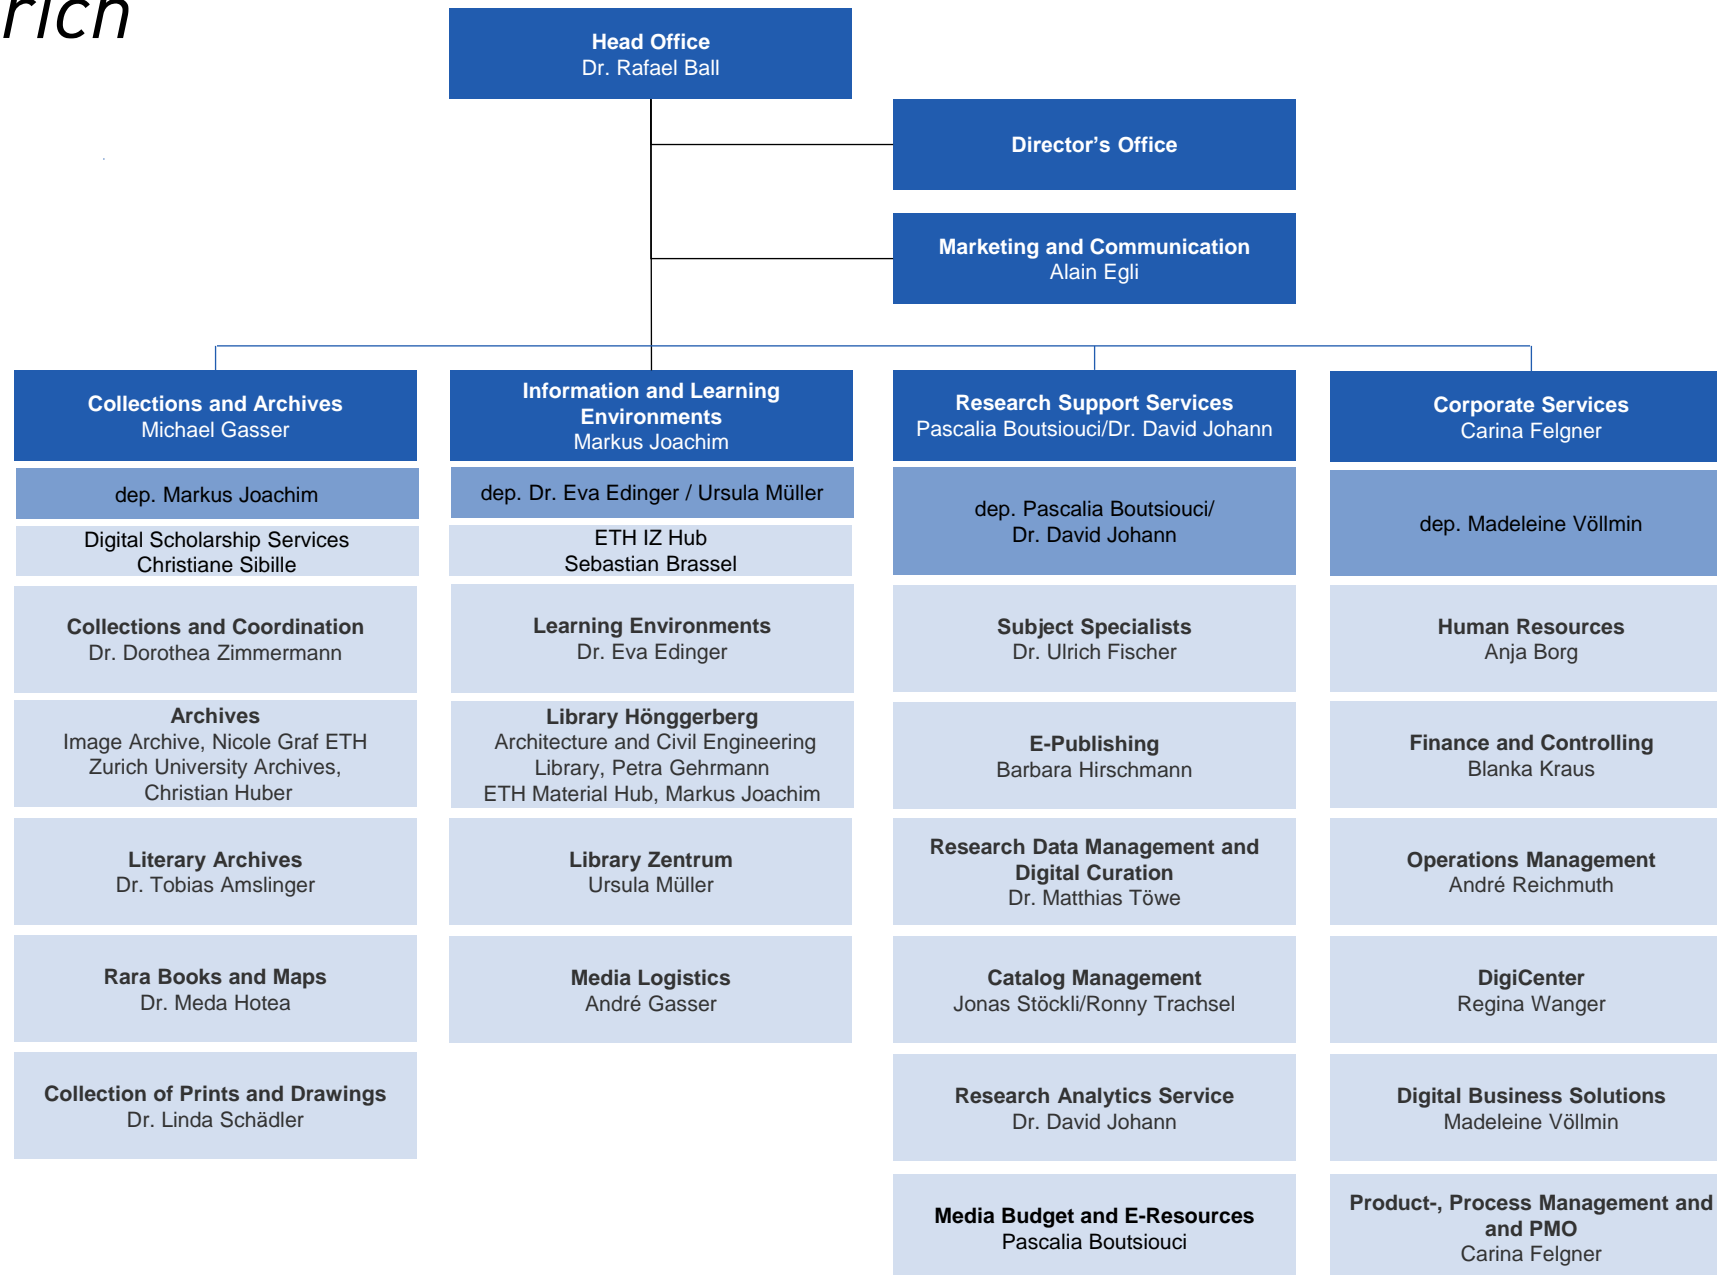 rich
Head Office
Dr. Rafael Ball
Director's Office
Marketing and Communication
Alain Egli
Collections and Archives
Michael Gasser
dep. Markus Joachim
Digital Scholarship Services
Christiane Sibille
Collections and Coordination
Dr. Dorothea Zimmermann
Archives
Image Archive, Nicole Graf ETH
Zurich University Archives,
Christian Huber
Literary Archives
Dr. Tobias Amslinger
Rara Books and Maps
Dr. Meda Hotea
Collection of Prints and Drawings
Dr. Linda Schädler
Information and Learning
Environments
Markus Joachim
dep. Dr. Eva Edinger / Ursula Müller
ETH IZ Hub
Sebastian Brassel
Learning Environments
Dr. Eva Edinger
Library Hönggerberg
Architecture and Civil Engineering
Library, Petra Gehrmann
ETH Material Hub, Markus Joachim
Library Zentrum
Ursula Müller
Media Logistics
André Gasser
Research Support Services
Pascalia Boutsiouci/Dr. David Johann
dep. Pascalia Boutsiouci/
Dr. David Johann
Subject Specialists
Dr. Ulrich Fischer
E-Publishing
Barbara Hirschmann
Research Data Management and
Digital Curation
Dr. Matthias Töwe
Catalog Management
Jonas Stöckli/Ronny Trachsel
Research Analytics Service
Dr. David Johann
Media Budget and E-Resources
Pascalia Boutsiouci
Corporate Services
Carina Felgner
dep. Madeleine Völlmin
Human Resources
Anja Borg
Finance and Controlling
Blanka Kraus
Operations Management
André Reichmuth
DigiCenter
Regina Wanger
Digital Business Solutions
Madeleine Völlmin
Product-, Process Management and
and PMO
Carina Felgner